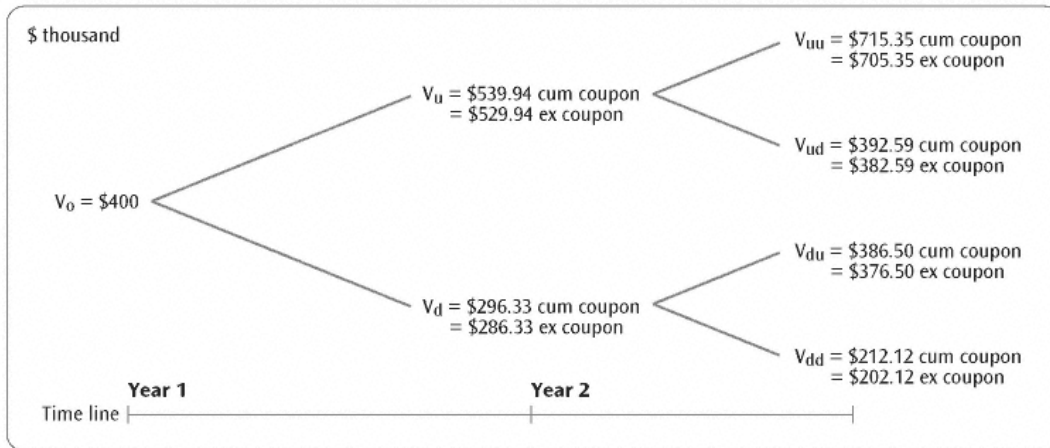 $ thousand
Vuu = $715.35 cum coupon
= $705.35 ex coupon
Vu = $539.94 cum coupon
= $529.94 ex coupon
Vud = $392.59 cum coupon
= $382.59 ex coupon
Vo = $400
Vdu = $386.50 cum coupon
= $376.50 ex coupon
Vd = $296.33 cum coupon
= $286.33 ex coupon
Vdd = $212.12 cum coupon
= $202.12 ex coupon
Year 1 Year 2
Time line